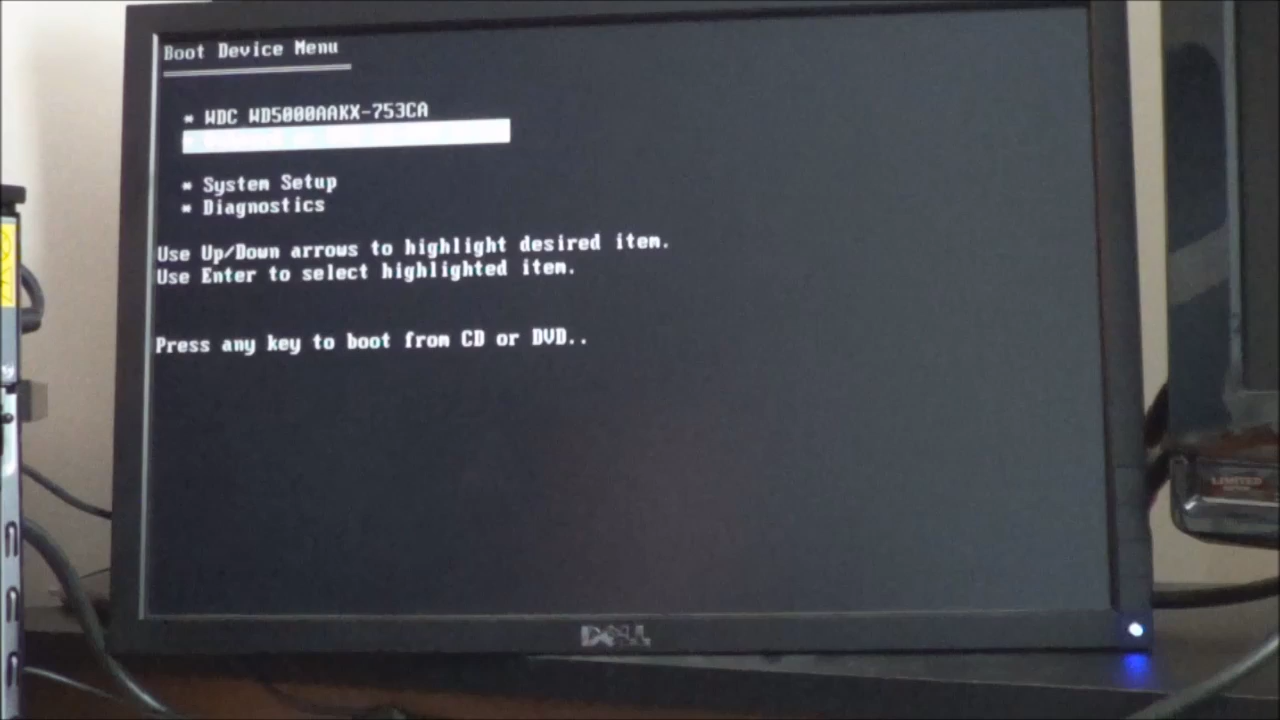 Boot Device Menu
* WDC WD5000AAKX-753CA
* System Setup
* Diagnostics
Use Up/Down arrows to highlight desired item.
Use Enter to select highlighted item.
Press any key to boot from CD or DVD..
DELL
LIMITED